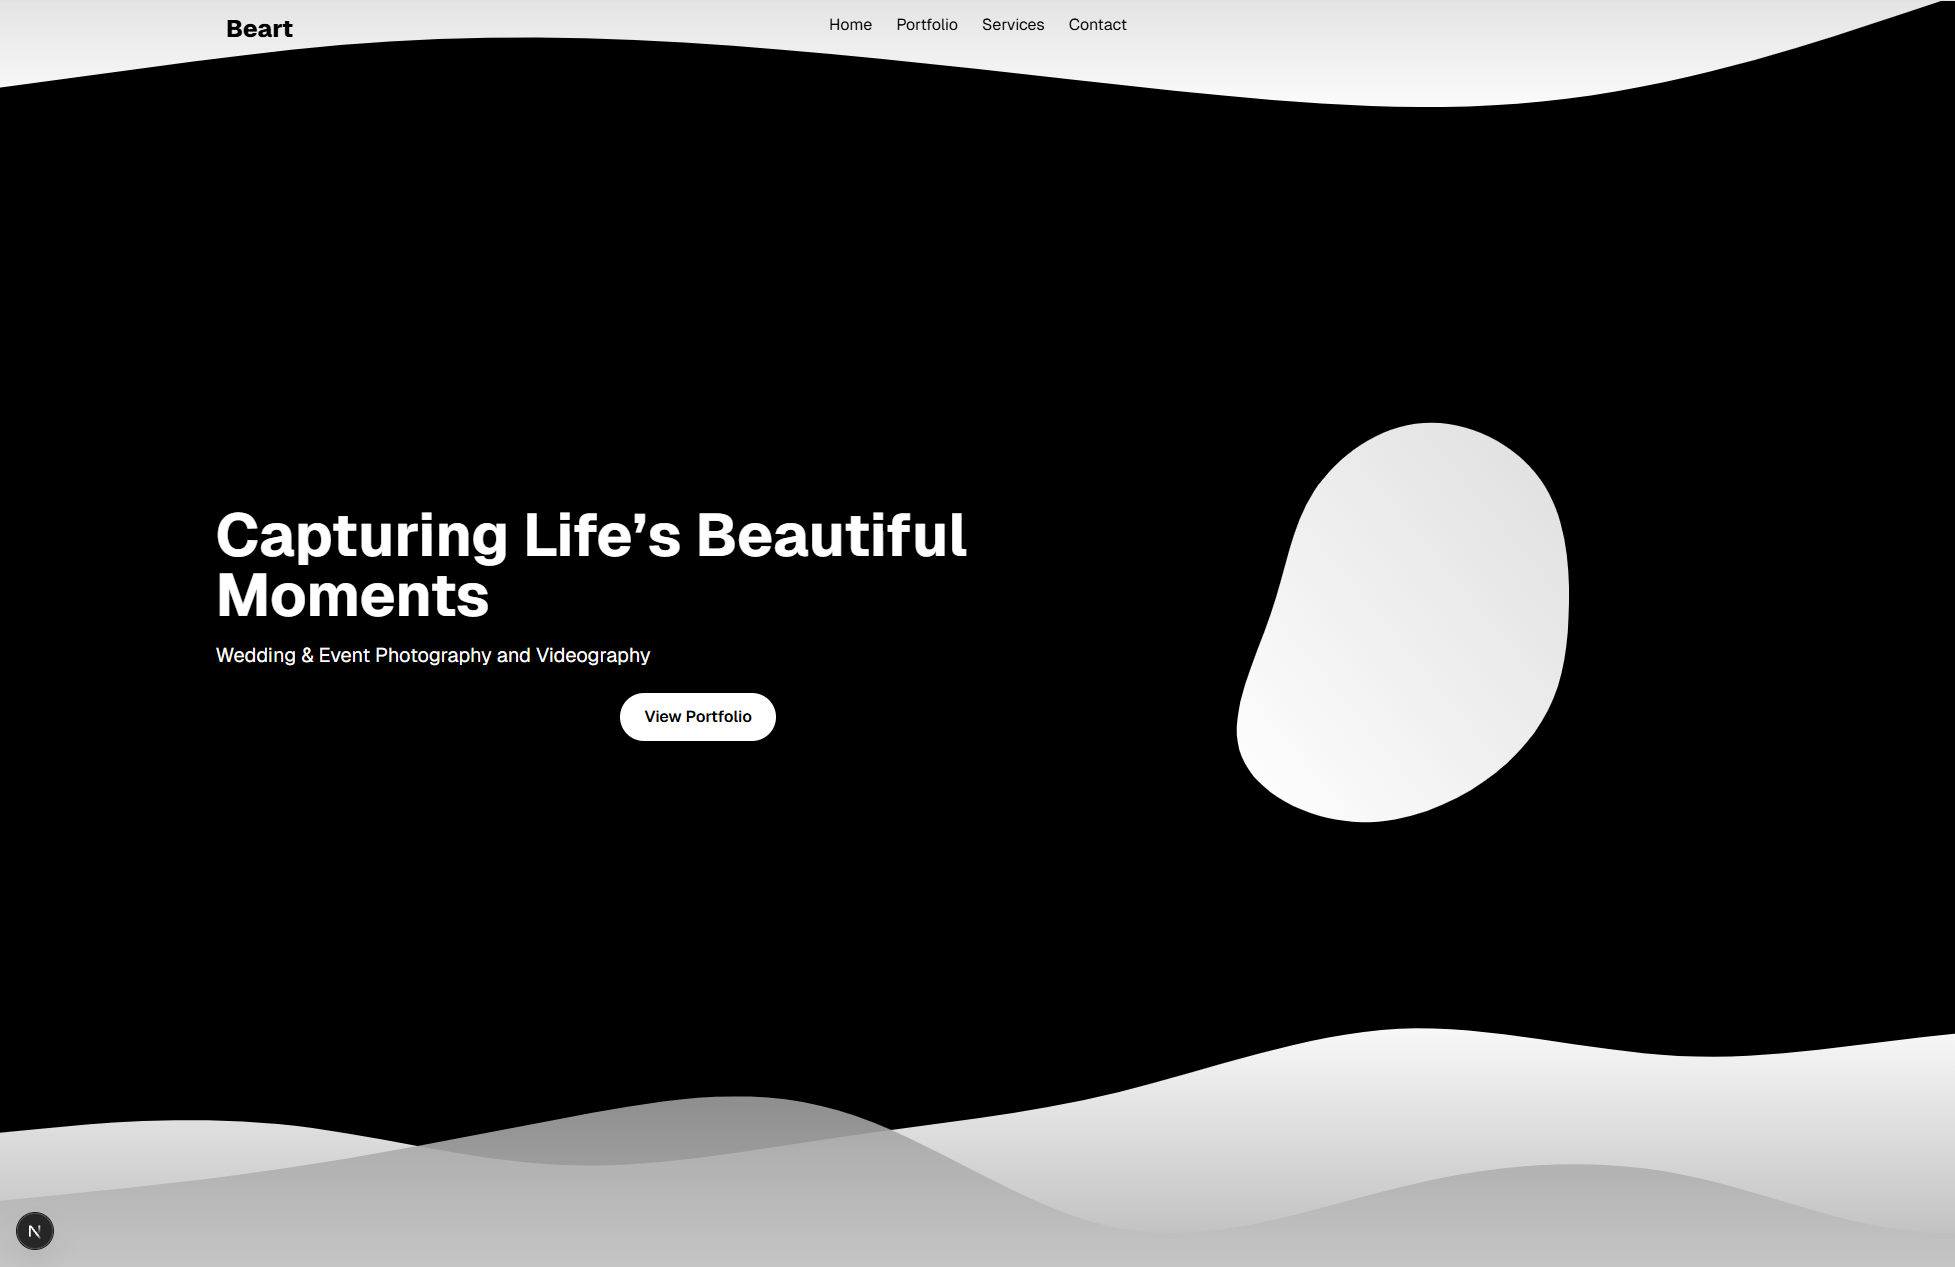 Beart
Home Portfolio Services Contact
Capturing Life’s Beautiful
Moments
Wedding & Event Photography and Videography
View Portfolio
N